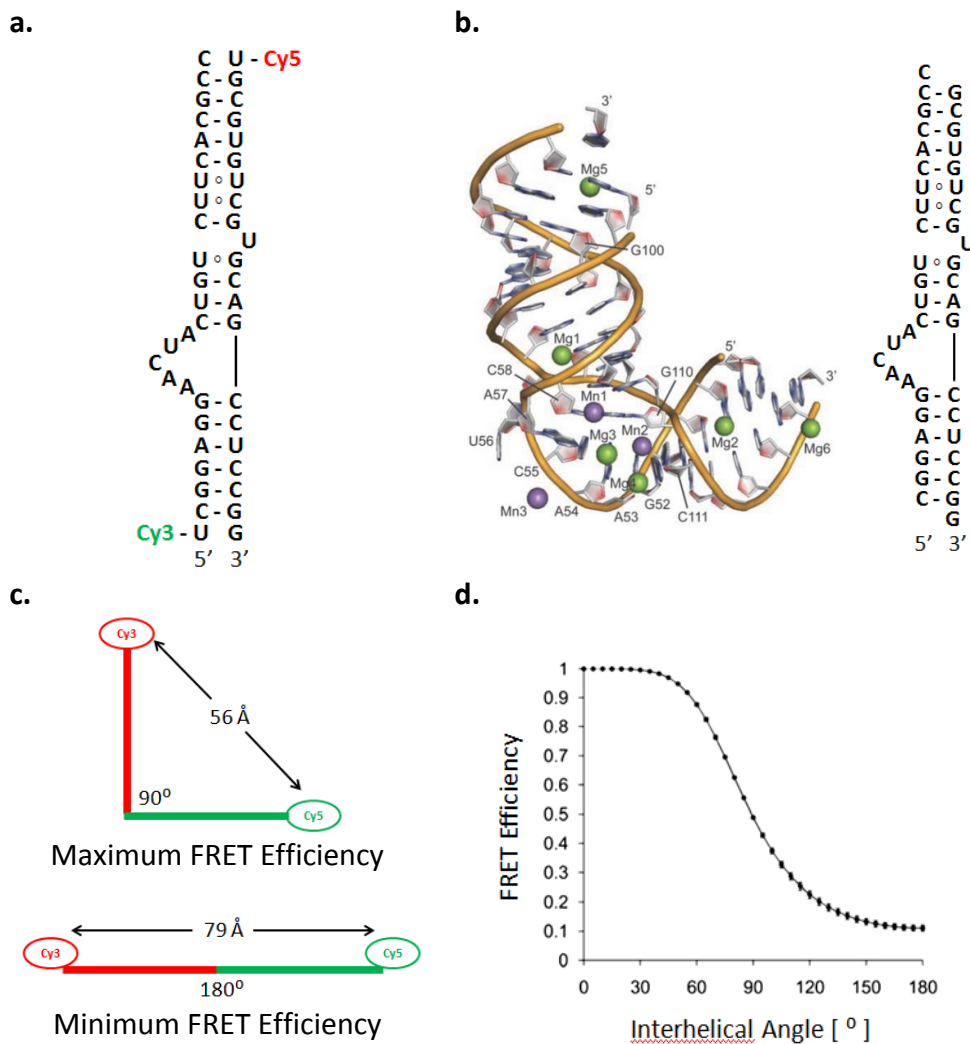 a.
C U - Cy5
C - G
G - C
C - G
A - U
C - G
U ○ U
U ○ C
C - G
U
U ○ G
G - C
U - A
C - G
A
U
C
A
A
G - C
G - C
A - U
G - C
G - C
C - G
Cy3 - U G
5’ 3’
b.
3’
Mg5
5’
G100
Mg1
C58
A57
Mn1
G110
5’
3’
U56
Mg3
Mn2
Mg2
Mg6
C55
Mg4
Mn3
A54
A53
G52
C111
C
C - G
G - C
C - G
A - U
C - G
U ○ U
U ○ C
C - G
U
U ○ G
G - C
U - A
C - G
A
U
C
A
A
G - C
G - C
A - U
G - C
G - C
C - G
G
5’ 3’
c.
Cy3
56 Å
90⁰
Cy5
Maximum FRET Efficiency
79 Å
Cy3
Cy5
180⁰
Minimum FRET Efficiency
d.
FRET Efficiency
1
0.9
0.8
0.7
0.6
0.5
0.4
0.3
0.2
0.1
0
0 30 60 90 120 150 180
Interhelical Angle [ ⁰ ]